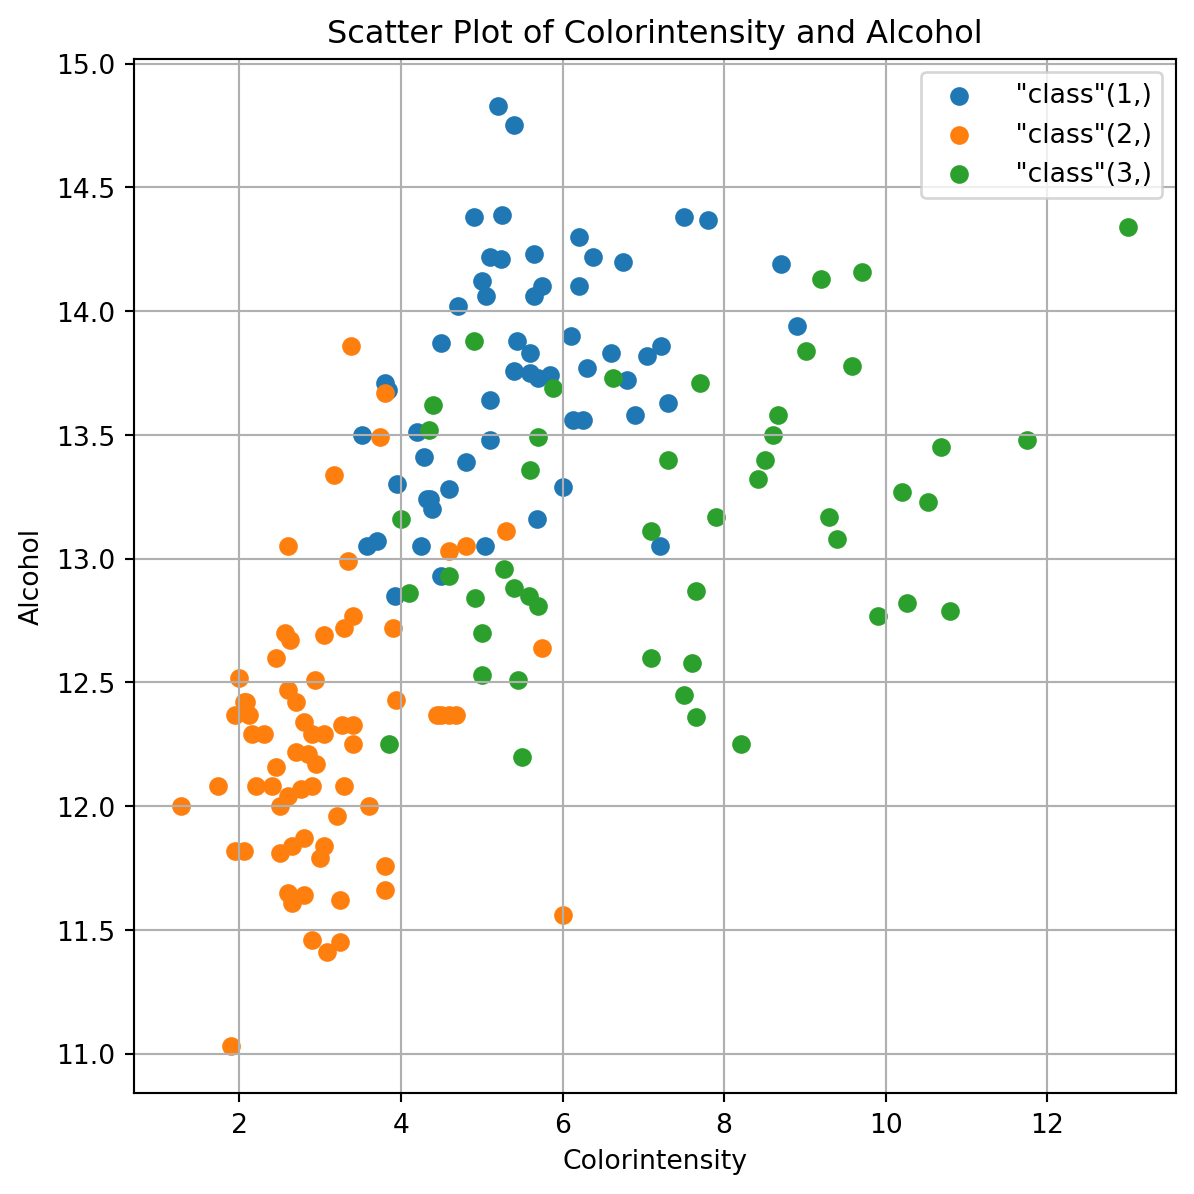 Scatter Plot of Colorintensity and Alcohol
"class"(1,)
"class"(2,)
"class"(3,)
15.0
14.5
14.0
13.5
13.0
12.5
12.0
11.5
11.0
Alcohol
2 4 6 8 10 12
Colorintensity